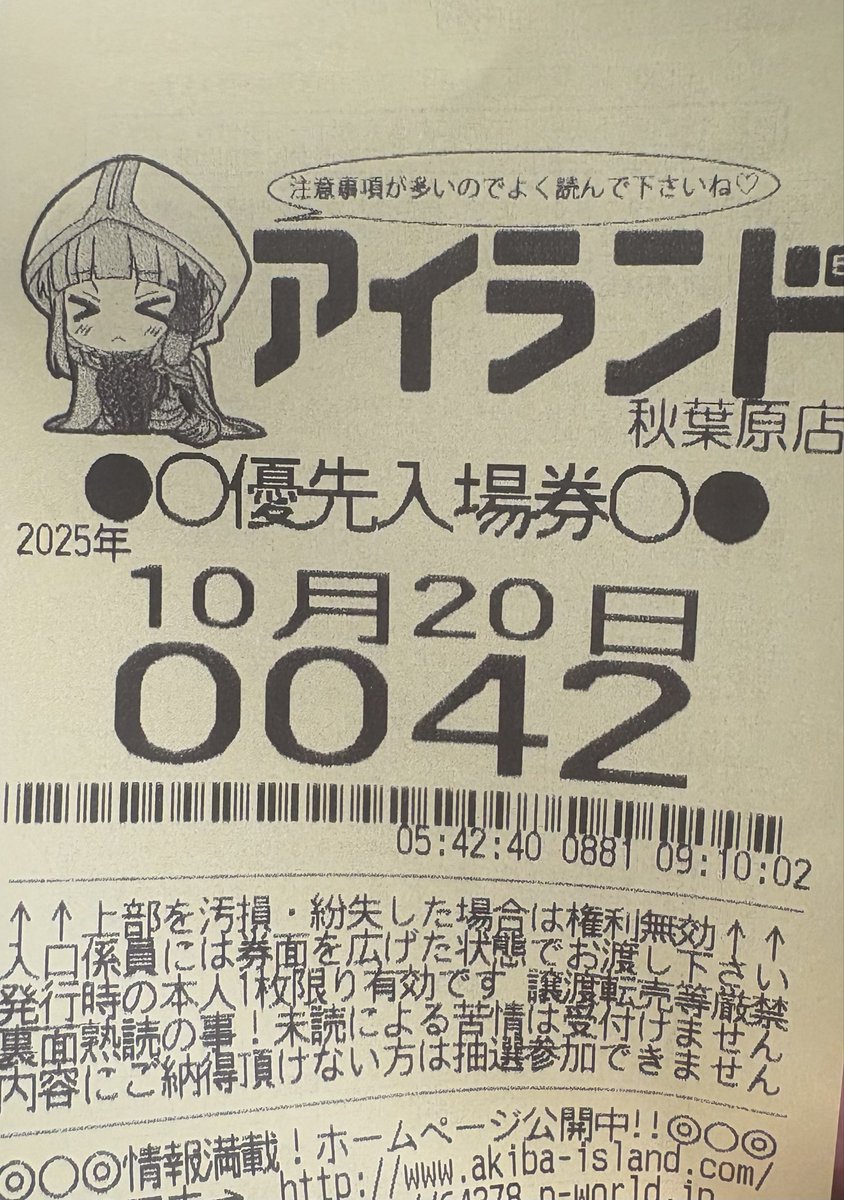 注意事項が多いのでよく読んで下さいね♡
アイランド
秋葉原店
●○優先入場券○●
2025年
10月20日
0042
05:42:40 0881 09:10:02
↑↑上部を汚損・紛失した場合は権利無効↑↑
入口係員には券面を広げた状態でお渡し下さい
発行時の本人1枚限り有効です 譲渡転売等厳禁
裏面熟読の事！未読による苦情は受付けません
内容にご納得頂けない方は抽選参加できません
◎○◎情報満載！ホームページ公開中!!◎○◎
http://www.akiba-island.com/
64278.p-world.jp